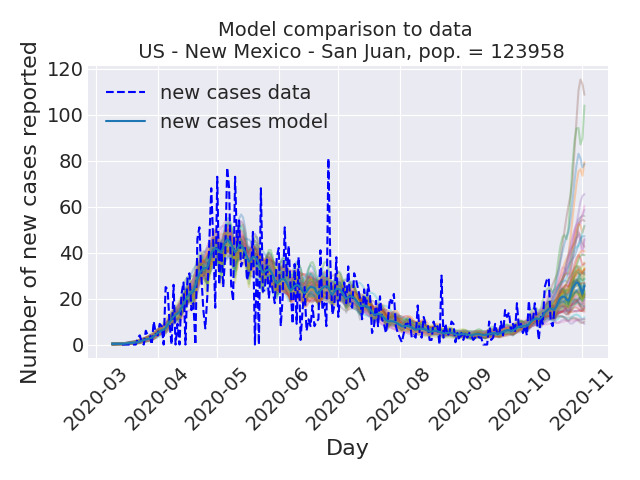 Model comparison to data
US - New Mexico - San Juan, pop. = 123958
Number of new cases reported
120
100
80
60
40
20
0
new cases data
new cases model
2020-03
2020-04
2020-05
2020-06
2020-07
2020-08
2020-09
2020-10
2020-11
Day